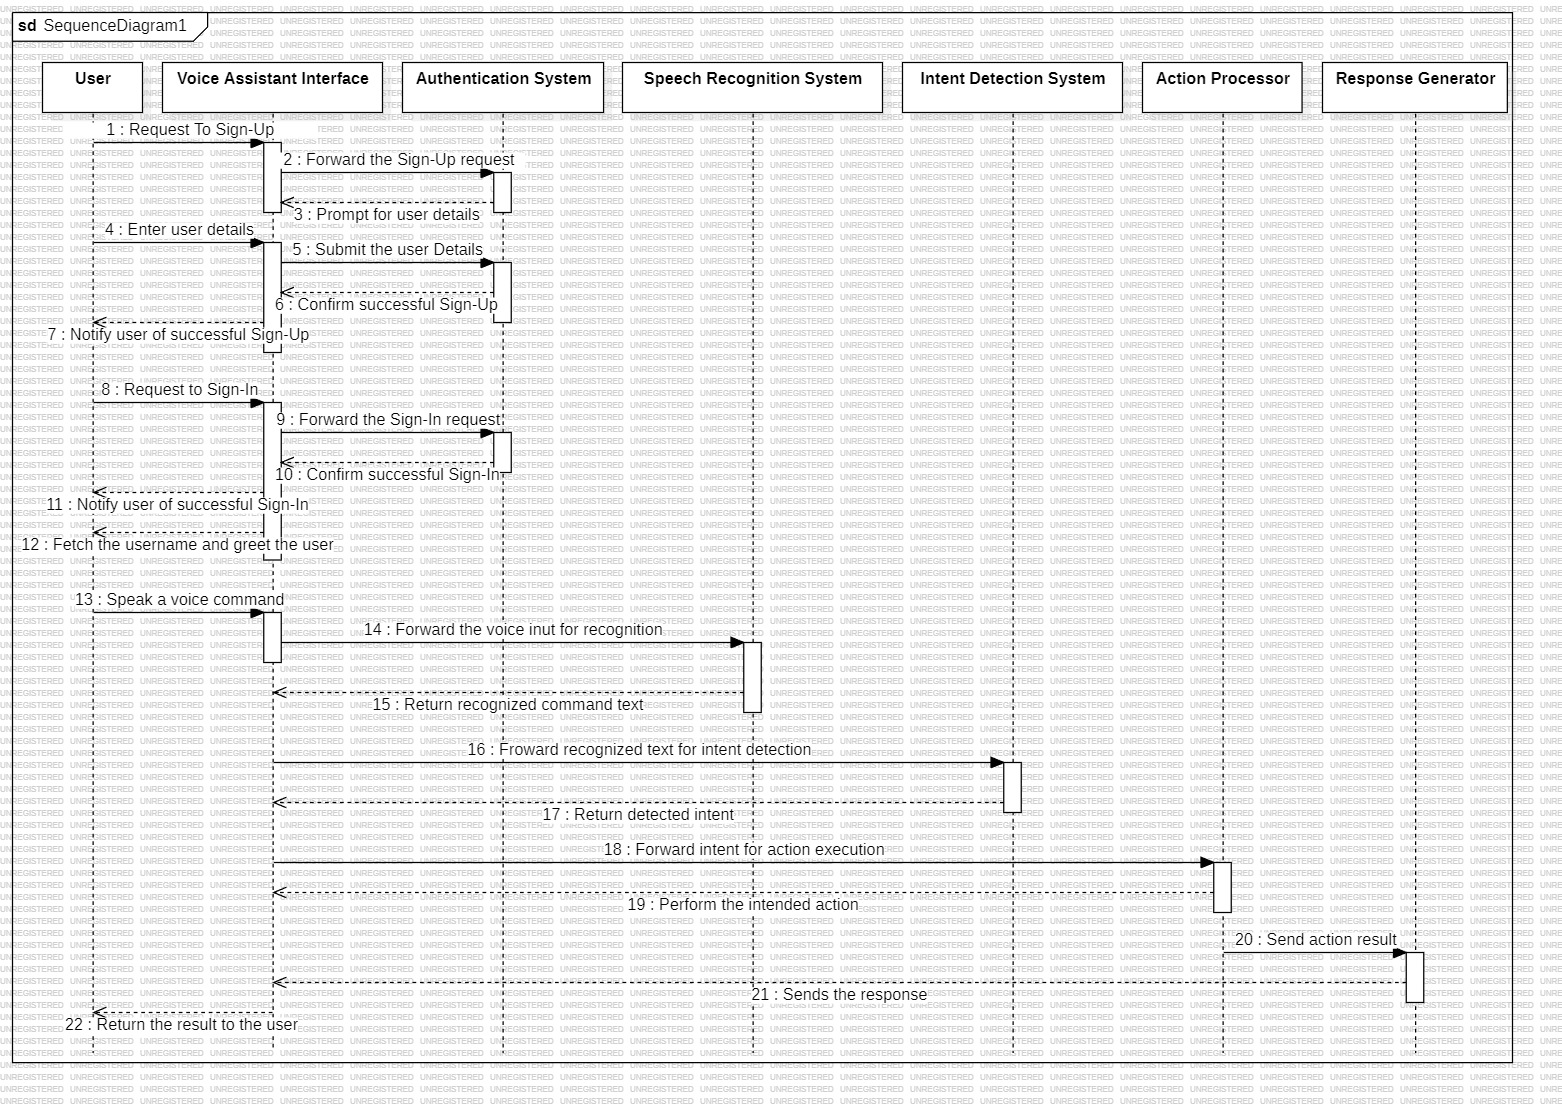 sd SequenceDiagram1
User
Voice Assistant Interface
Authentication System
Speech Recognition System
Intent Detection System
Action Processor
Response Generator
1 : Request To Sign-Up
2 : Forward the Sign-Up request
3 : Prompt for user details
4 : Enter user details
5 : Submit the user Details
6 : Confirm successful Sign-Up
7 : Notify user of successful Sign-Up
8 : Request to Sign-In
9 : Forward the Sign-In request
10 : Confirm successful Sign-In
11 : Notify user of successful Sign-In
12 : Fetch the username and greet the user
13 : Speak a voice command
14 : Forward the voice inut for recognition
15 : Return recognized command text
16 : Froward recognized text for intent detection
17 : Return detected intent
18 : Forward intent for action execution
19 : Perform the intended action
20 : Send action result
21 : Sends the response
22 : Return the result to the user
UNREGISTERED